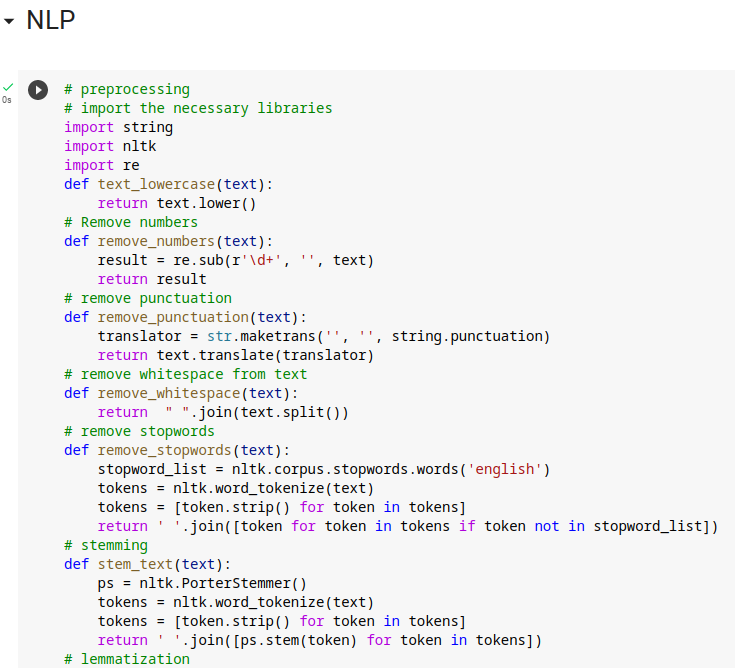 NLP
0s
# preprocessing
# import the necessary libraries
import string
import nltk
import re
def text_lowercase(text):
    return text.lower()
# Remove numbers
def remove_numbers(text):
    result = re.sub(r'\d+', '', text)
    return result
# remove punctuation
def remove_punctuation(text):
    translator = str.maketrans('', '', string.punctuation)
    return text.translate(translator)
# remove whitespace from text
def remove_whitespace(text):
    return  " ".join(text.split())
# remove stopwords
def remove_stopwords(text):
    stopword_list = nltk.corpus.stopwords.words('english')
    tokens = nltk.word_tokenize(text)
    tokens = [token.strip() for token in tokens]
    return ' '.join([token for token in tokens if token not in stopword_list])
# stemming
def stem_text(text):
    ps = nltk.PorterStemmer()
    tokens = nltk.word_tokenize(text)
    tokens = [token.strip() for token in tokens]
    return ' '.join([ps.stem(token) for token in tokens])
# lemmatization